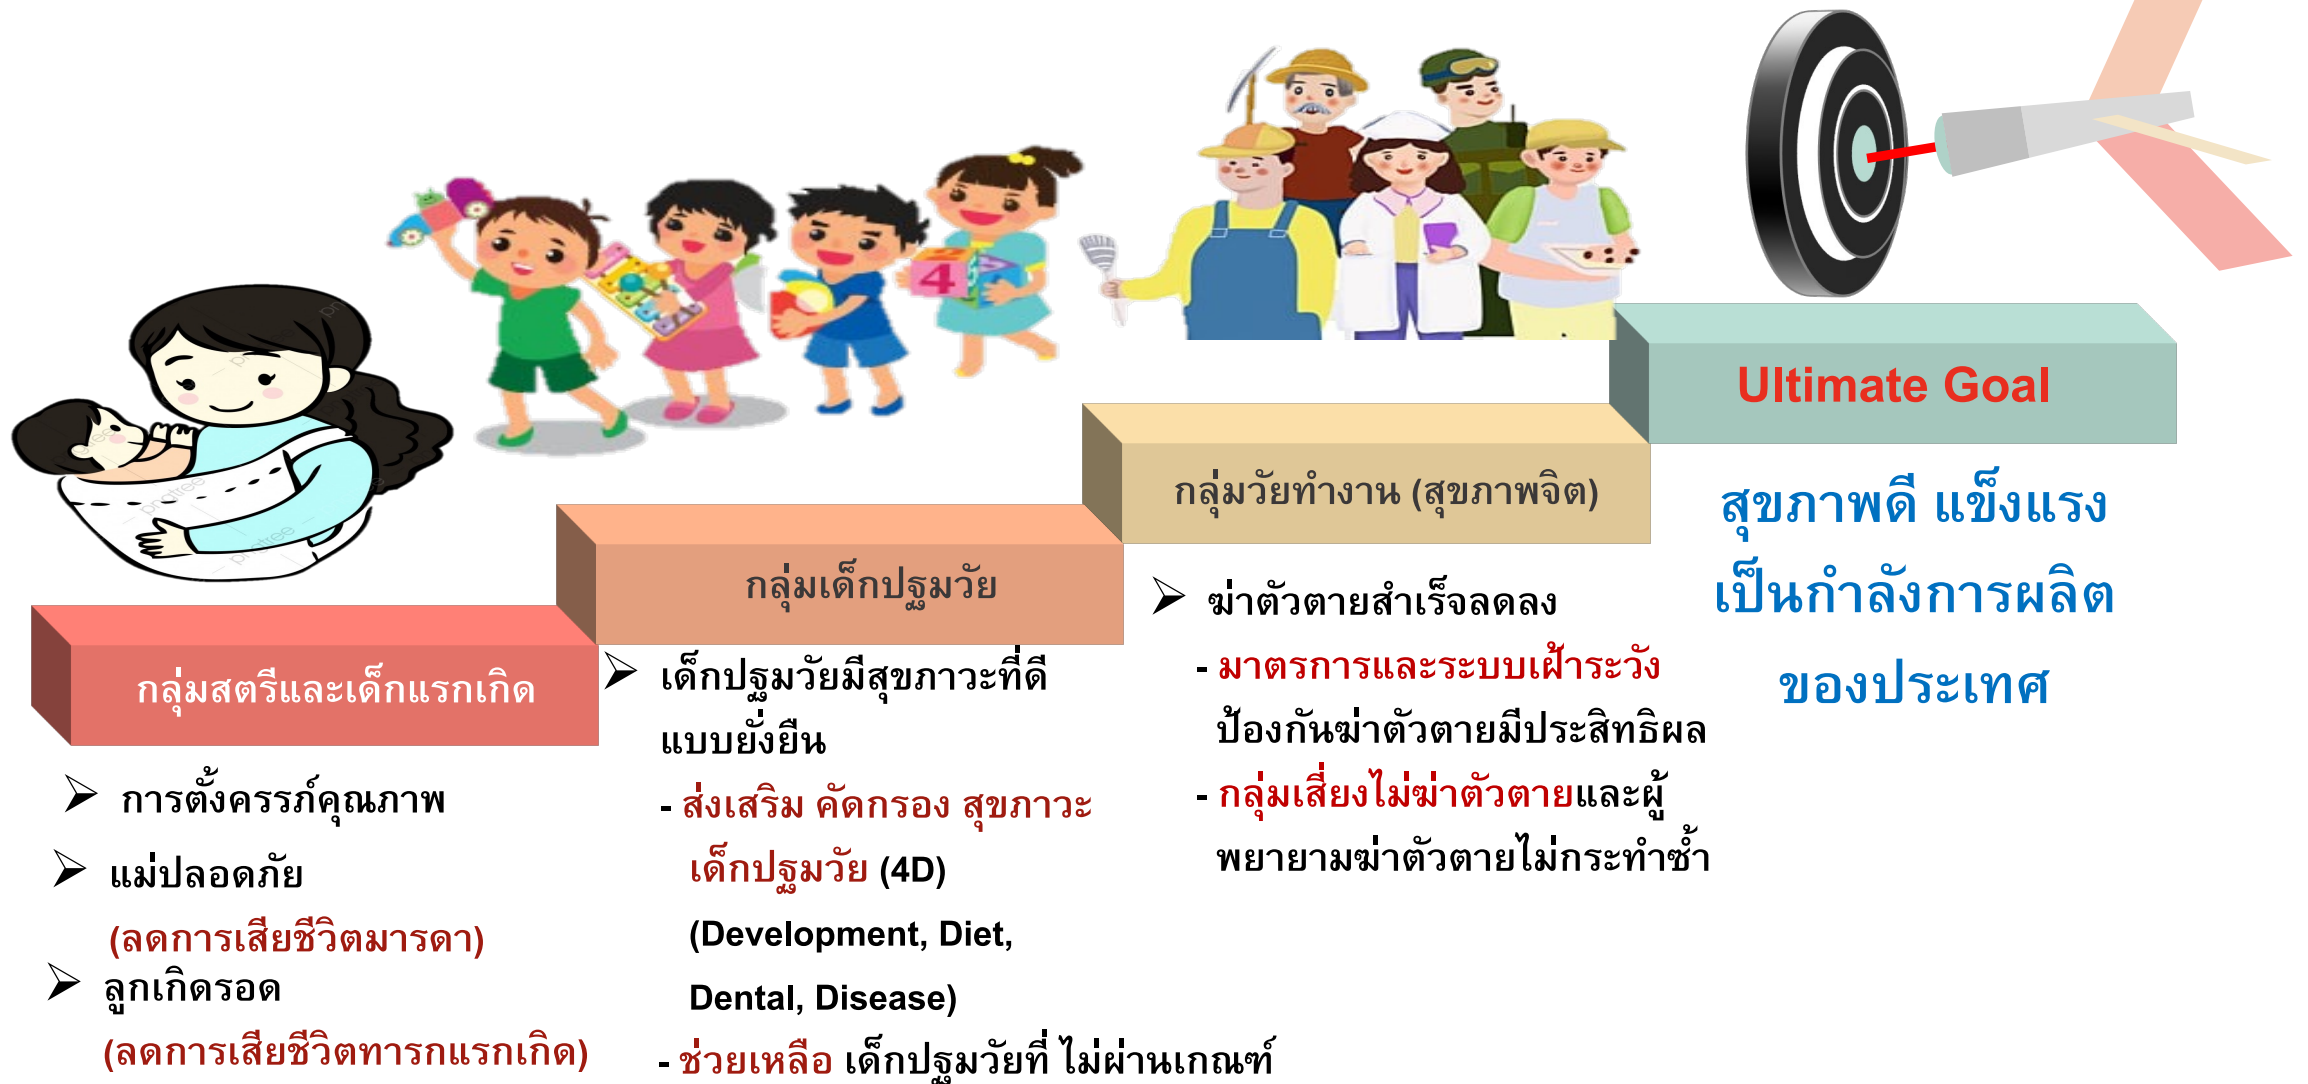 กลุ่มสตรีและเด็กแรกเกิด
การตั้งครรภ์คุณภาพ
แม่ปลอดภัย
(ลดการเสียชีวิตมารดา)
ลูกเกิดรอด
(ลดการเสียชีวิตทารกแรกเกิด)
กลุ่มเด็กปฐมวัย
เด็กปฐมวัยมีสุขภาวะที่ดี
แบบยั่งยืน
- ส่งเสริม คัดกรอง สุขภาวะ
เด็กปฐมวัย (4D)
(Development, Diet,
Dental, Disease)
- ช่วยเหลือ เด็กปฐมวัยที่ ไม่ผ่านเกณฑ์
กลุ่มวัยทำงาน (สุขภาพจิต)
ฆ่าตัวตายสำเร็จลดลง
- มาตรการและระบบเฝ้าระวัง
ป้องกันฆ่าตัวตายมีประสิทธิผล
- กลุ่มเสี่ยงไม่ฆ่าตัวตายและผู้
พยายามฆ่าตัวตายไม่กระทำซ้ำ
Ultimate Goal
สุขภาพดี แข็งแรง
เป็นกำลังการผลิต
ของประเทศ
4
pngtree
pngtree